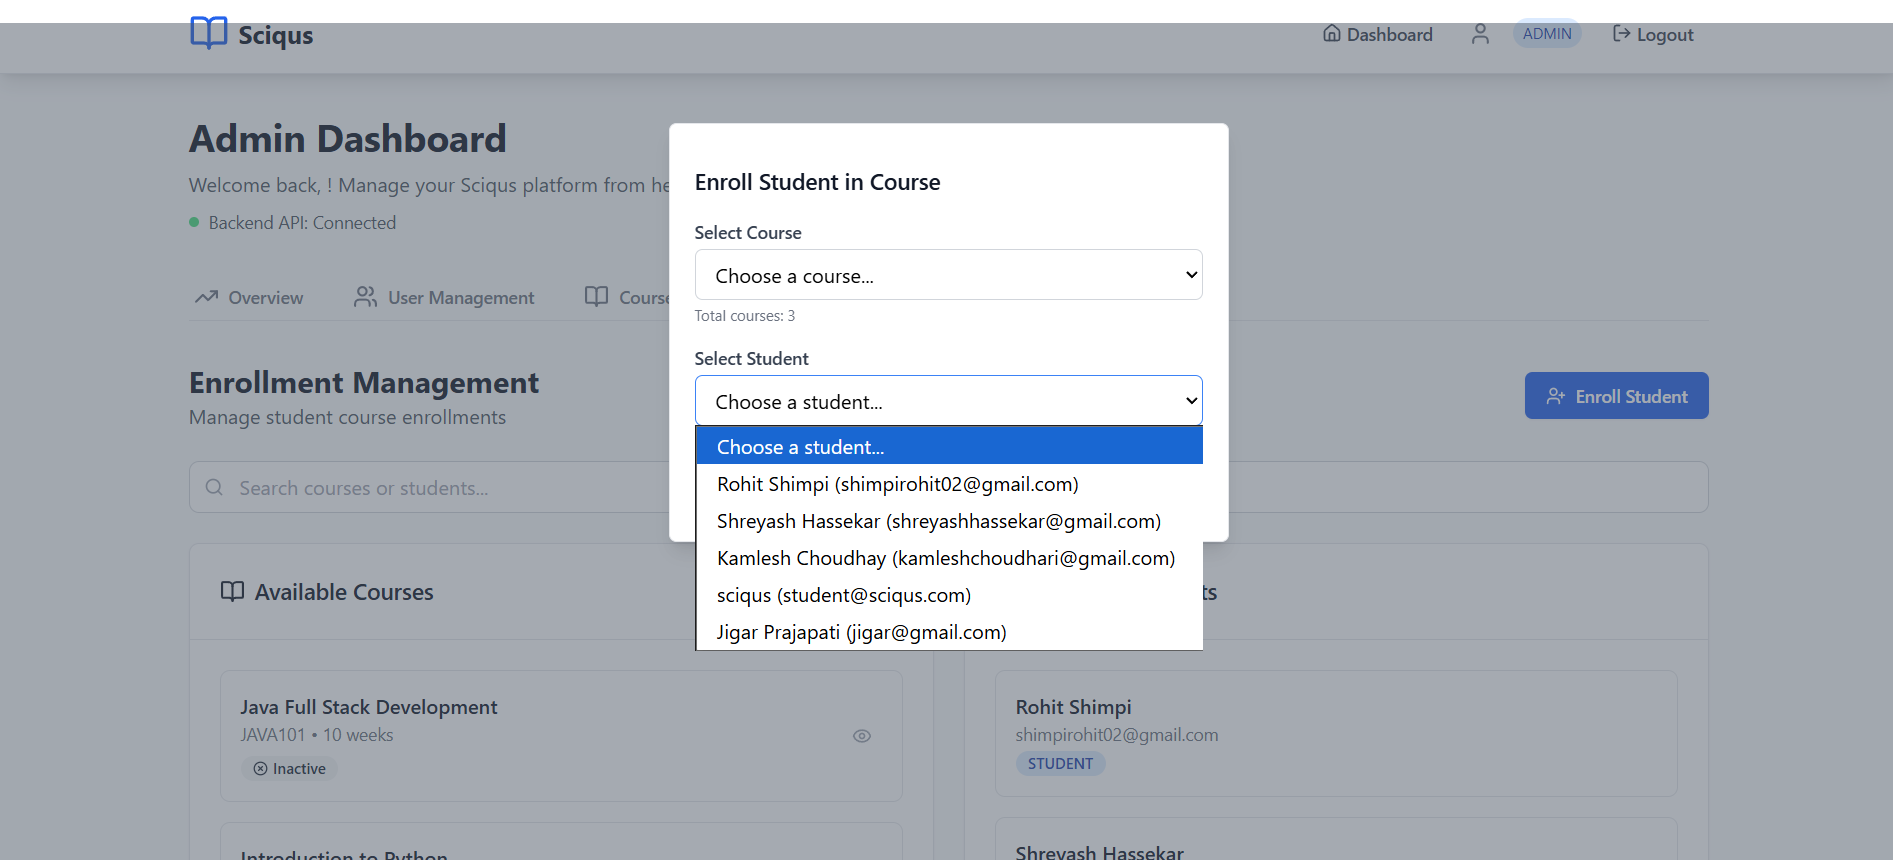 Sciqus
Dashboard
ADMIN
Logout
Admin Dashboard
Welcome back, ! Manage your Sciqus platform from he
Backend API: Connected
Overview
User Management
Course
Enroll Student in Course
Select Course
Choose a course...
Total courses: 3
Select Student
Choose a student...
Choose a student...
Rohit Shimpi (shimpirohit02@gmail.com)
Shreyash Hassekar (shreyashhassekar@gmail.com)
Kamlesh Choudhay (kamleshchoudhari@gmail.com)
sciqus (student@sciqus.com)
Jigar Prajapati (jigar@gmail.com)
Enrollment Management
Manage student course enrollments
Enroll Student
Search courses or students...
Available Courses
ts
Java Full Stack Development
JAVA101 • 10 weeks
Inactive
Rohit Shimpi
shimpirohit02@gmail.com
STUDENT
Introduction to Python
Shreyash Hassekar